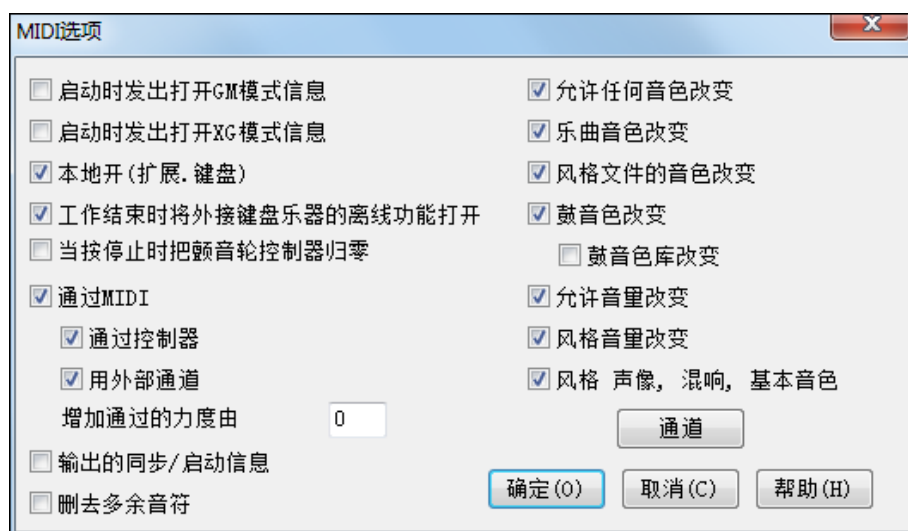 MIDI选项
启动时发出打开GM模式信息
启动时发出打开XG模式信息
本地开(扩展.键盘)
工作结束时将外接键盘乐器的离线功能打开
当按停止时把颤音轮控制器归零
通过MIDI
通过控制器
用外部通道
增加通过的力度由 0
输出的同步/启动信息
删去多余音符
允许任何音色改变
乐曲音色改变
风格文件的音色改变
鼓音色改变
鼓音色库改变
允许音量改变
风格音量改变
风格 声像, 混响, 基本音色
通道
确定(O) 取消(C) 帮助(H)